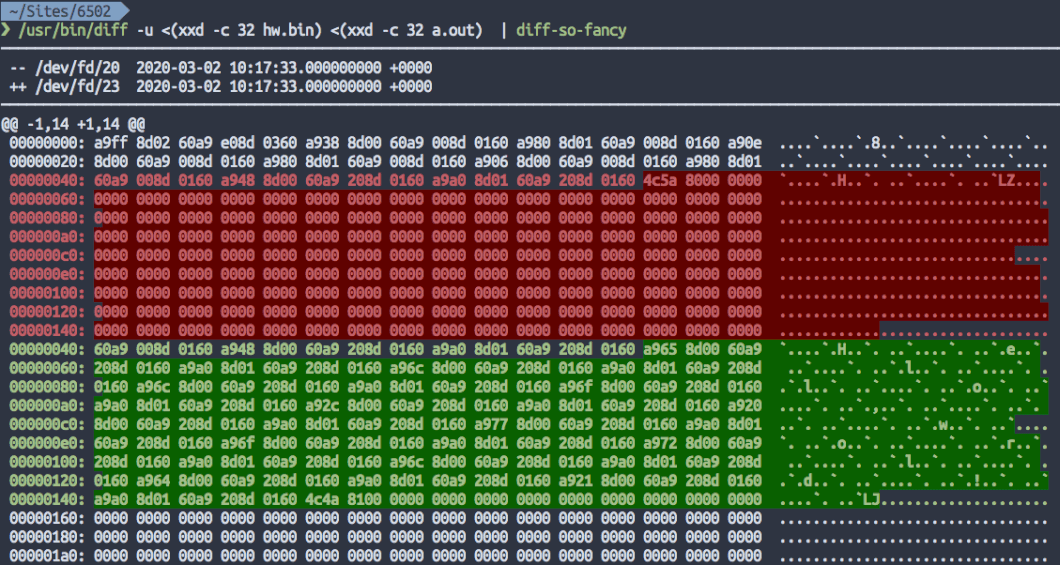 ~/Sites/6502
❯ /usr/bin/diff -u <(xxd -c 32 hw.bin) <(xxd -c 32 a.out)  | diff-so-fancy
-- /dev/fd/20  2020-03-02 10:17:33.000000000 +0000
++ /dev/fd/23  2020-03-02 10:17:33.000000000 +0000
@@ -1,14 +1,14 @@
00000000: a9ff 8d02 60a9 e08d 0360 a938 8d00 60a9 008d 0160 a980 8d01 60a9 008d 0160 a90e  ....`....`.8..`....`....`....`..
00000020: 8d00 60a9 008d 0160 a980 8d01 60a9 008d 0160 a906 8d00 60a9 008d 0160 a980 8d01  ..`....`....`....`....`....`....
00000040: 60a9 008d 0160 a948 8d00 60a9 208d 0160 a9a0 8d01 60a9 208d 0160 4c5a 8000 0000  `....`.H..`. ..`....`. ..`LZ....
00000060: 0000 0000 0000 0000 0000 0000 0000 0000 0000 0000 0000 0000 0000 0000 0000 0000  ................................
00000080: 0000 0000 0000 0000 0000 0000 0000 0000 0000 0000 0000 0000 0000 0000 0000 0000  ................................
000000a0: 0000 0000 0000 0000 0000 0000 0000 0000 0000 0000 0000 0000 0000 0000 0000 0000  ................................
000000c0: 0000 0000 0000 0000 0000 0000 0000 0000 0000 0000 0000 0000 0000 0000 0000 0000  ................................
000000e0: 0000 0000 0000 0000 0000 0000 0000 0000 0000 0000 0000 0000 0000 0000 0000 0000  ................................
00000100: 0000 0000 0000 0000 0000 0000 0000 0000 0000 0000 0000 0000 0000 0000 0000 0000  ................................
00000120: 0000 0000 0000 0000 0000 0000 0000 0000 0000 0000 0000 0000 0000 0000 0000 0000  ................................
00000140: 0000 0000 0000 0000 0000 0000 0000 0000 0000 0000 0000 0000 0000 0000 0000 0000  ................................
00000040: 60a9 008d 0160 a948 8d00 60a9 208d 0160 a9a0 8d01 60a9 208d 0160 a965 8d00 60a9  `....`.H..`. ..`....`. ..`.e..`.
00000060: 208d 0160 a9a0 8d01 60a9 208d 0160 a96c 8d00 60a9 208d 0160 a9a0 8d01 60a9 208d   ..`....`. ..`.l..`. ..`....`. .
00000080: 0160 a96c 8d00 60a9 208d 0160 a9a0 8d01 60a9 208d 0160 a96f 8d00 60a9 208d 0160  .`.l..`. ..`....`. ..`.o..`. ..`
000000a0: a9a0 8d01 60a9 208d 0160 a92c 8d00 60a9 208d 0160 a9a0 8d01 60a9 208d 0160 a920  ....`. ..`.,..`. ..`....`. ..`. 
000000c0: 8d00 60a9 208d 0160 a9a0 8d01 60a9 208d 0160 a977 8d00 60a9 208d 0160 a9a0 8d01  ..`. ..`....`. ..`.w..`. ..`....
000000e0: 60a9 208d 0160 a96f 8d00 60a9 208d 0160 a9a0 8d01 60a9 208d 0160 a972 8d00 60a9  `. ..`.o..`. ..`....`. ..`.r..`.
00000100: 208d 0160 a9a0 8d01 60a9 208d 0160 a96c 8d00 60a9 208d 0160 a9a0 8d01 60a9 208d   ..`....`. ..`.l..`. ..`....`. .
00000120: 0160 a964 8d00 60a9 208d 0160 a9a0 8d01 60a9 208d 0160 a921 8d00 60a9 208d 0160  .`.d..`. ..`....`. ..`.!..`. ..`
00000140: a9a0 8d01 60a9 208d 0160 4c4a 8100 0000 0000 0000 0000 0000 0000 0000 0000 0000  ....`. ..`LJ....................
00000160: 0000 0000 0000 0000 0000 0000 0000 0000 0000 0000 0000 0000 0000 0000 0000 0000  ................................
00000180: 0000 0000 0000 0000 0000 0000 0000 0000 0000 0000 0000 0000 0000 0000 0000 0000  ................................
000001a0: 0000 0000 0000 0000 0000 0000 0000 0000 0000 0000 0000 0000 0000 0000 0000 0000  ................................